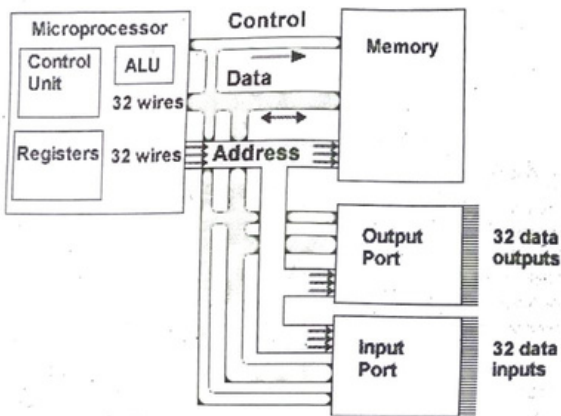 Microprocessor
Control
Unit
ALU
32 wires
Registers
32 wires
Control
Data
Address
Memory
Output
Port
32 data
outputs
Input
Port
32 data
inputs